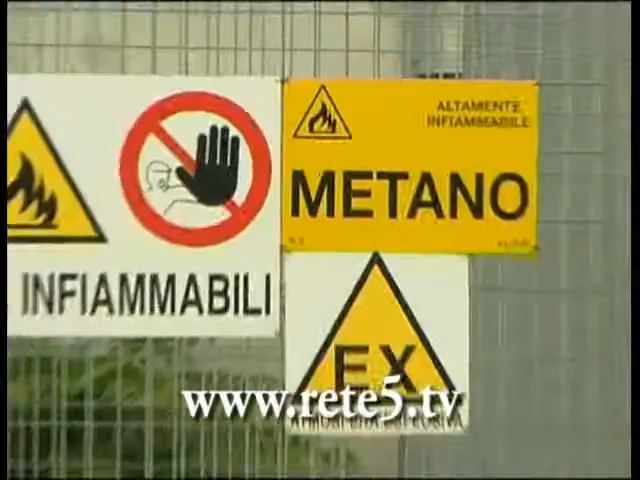 ALTAMENTE
INFIAMMABILE
METANO
INFIAMMABILI
EX
www.rete5.tv